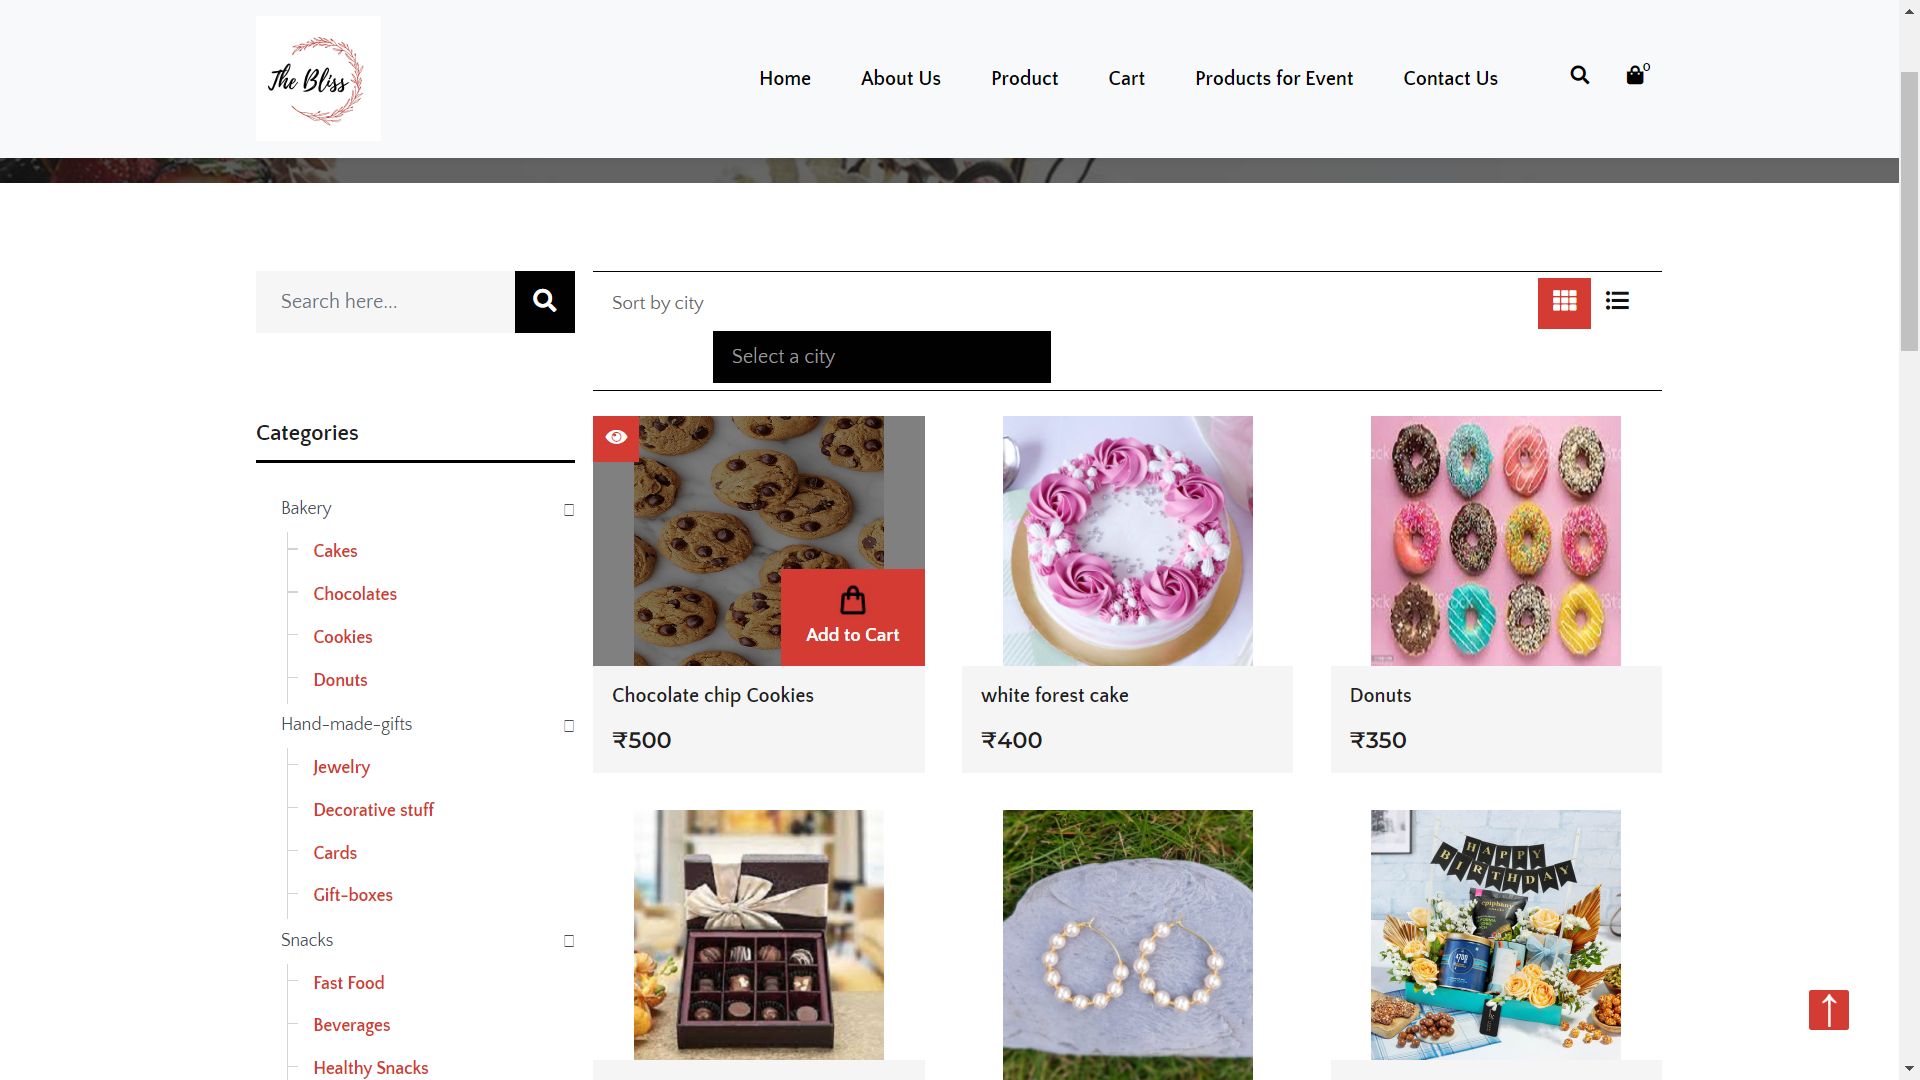 The Bliss
Home
About Us
Product
Cart
Products for Event
Contact Us
0
Search here...
Sort by city
Select a city
Categories
Bakery
Cakes
Chocolates
Cookies
Donuts
Hand-made-gifts
Jewelry
Decorative stuff
Cards
Gift-boxes
Snacks
Fast Food
Beverages
Healthy Snacks
Add to Cart
Chocolate chip Cookies
₹500
white forest cake
₹400
Donuts
₹350
HAPPY
BIRTHDAY
epiphany